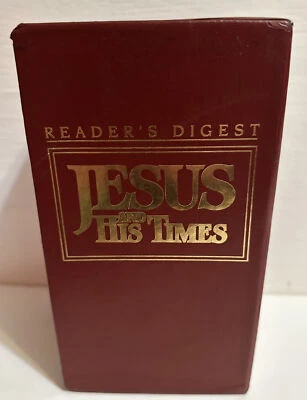 READER'S DIGEST
JESUS
AND
HIS TIMES